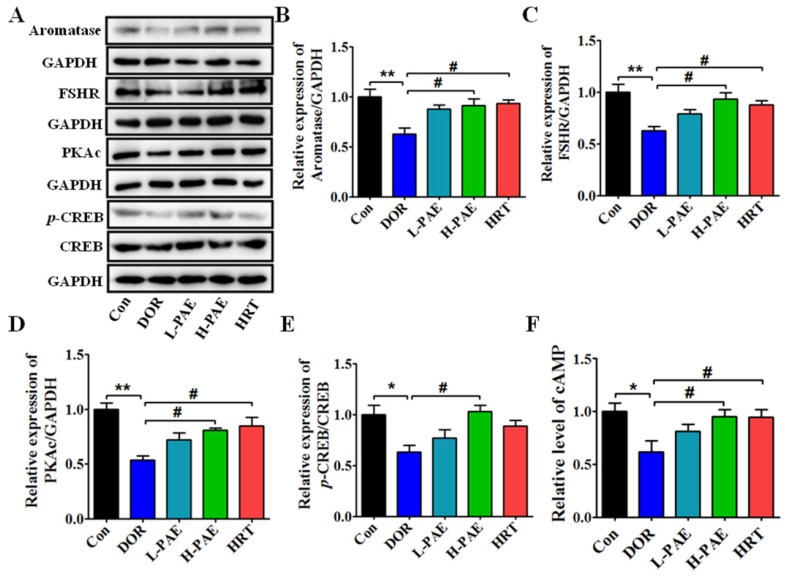 A
Aromatase
GAPDH
FSHR
GAPDH
PKAc
GAPDH
p-CREB
CREB
GAPDH
Con DOR L-PAE H-PAE HRT
B
Relative expression of
Aromatase/GAPDH
1.5
1.0
0.5
0.0
** # #
Con DOR L-PAE H-PAE HRT
C
Relative expression of
FSHR/GAPDH
1.5
1.0
0.5
0.0
** # #
Con DOR L-PAE H-PAE HRT
D
Relative expression of
PKAc/GAPDH
1.5
1.0
0.5
0.0
** # #
Con DOR L-PAE H-PAE HRT
E
Relative expression of
p-CREB/CREB
1.5
1.0
0.5
0.0
* #
Con DOR L-PAE H-PAE HRT
F
Relative level of cAMP
1.5
1.0
0.5
0.0
* # #
Con DOR L-PAE H-PAE HRT